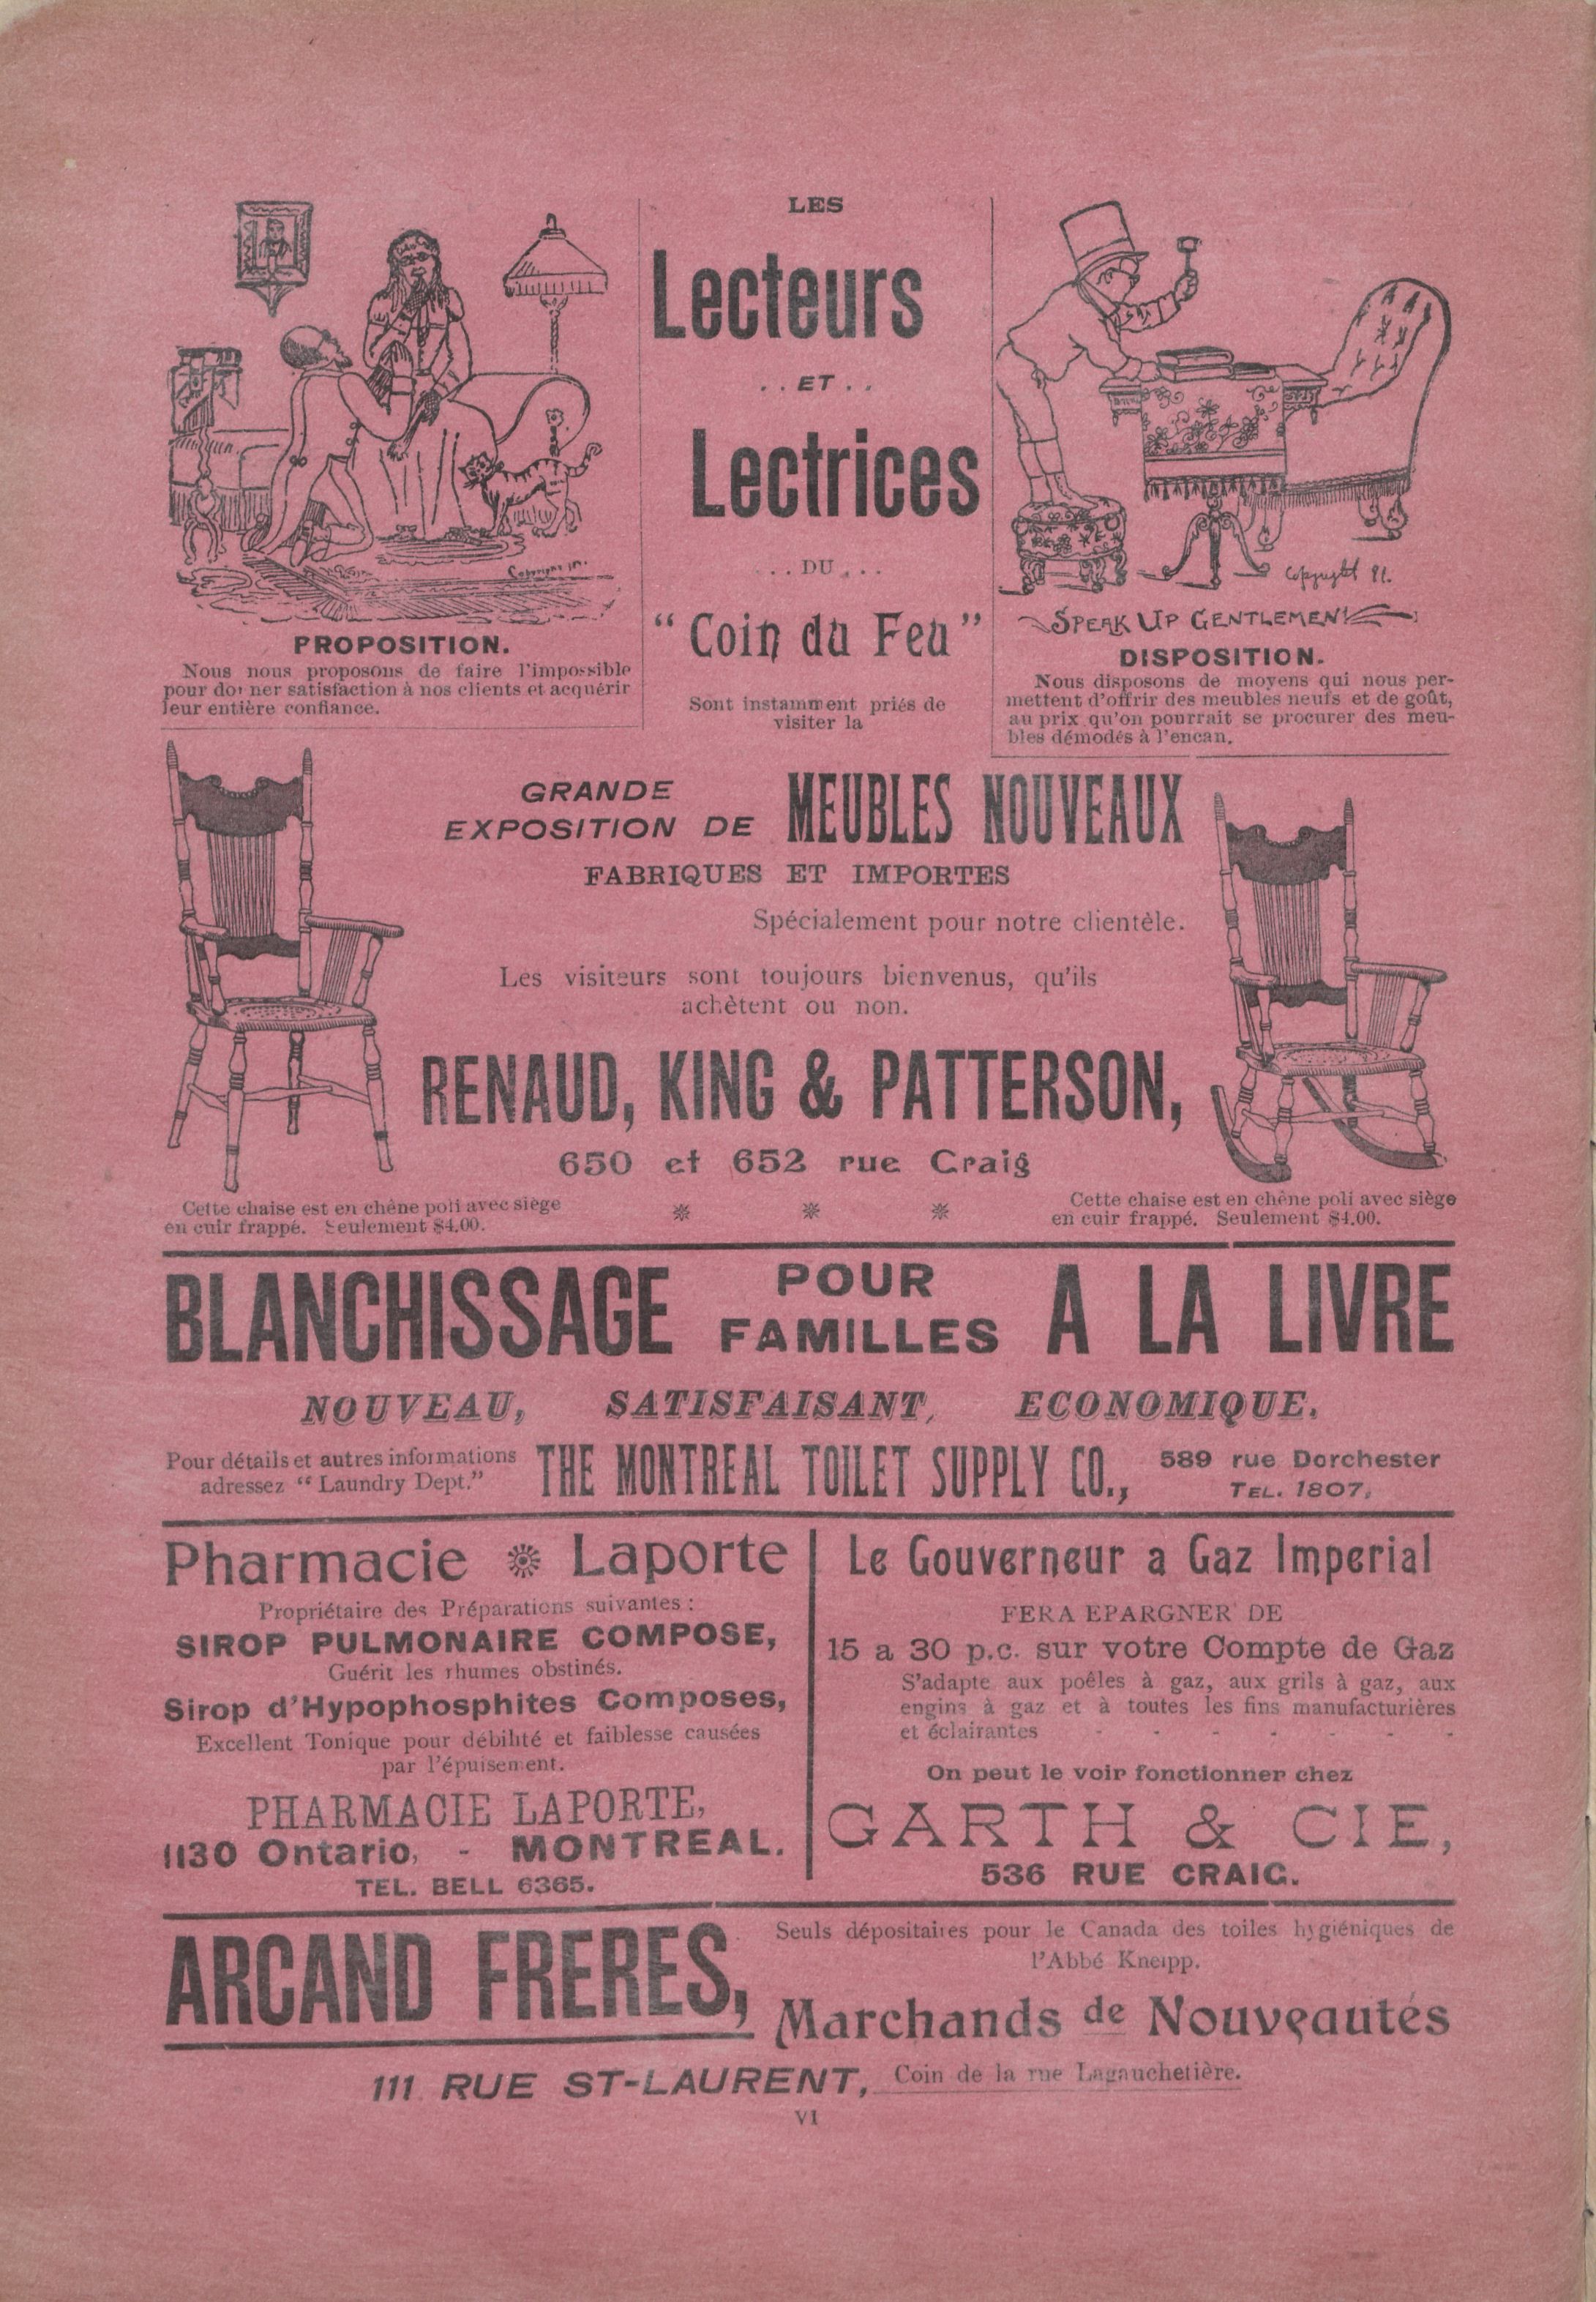 LES
Lecteurs
. . ET . .
Lectrices
. . . DU . . .
“ Coin du Feu ”
Sont instamment priés de
visiter la
Copyright
PROPOSITION.
Nous nous proposons de faire l'impossible
pour donner satisfaction à nos clients et acquérir
leur entière confiance.
Copyright 91.
SPEAK UP GENTLEMEN
DISPOSITION.
Nous disposons de moyens qui nous per-
mettent d'offrir des meubles neufs et de goût,
au prix qu'on pourrait se procurer des meu-
bles démodés à l'encan.
GRANDE
EXPOSITION DE MEUBLES NOUVEAUX
FABRIQUES ET IMPORTES
Spécialement pour notre clientèle.
Les visiteurs sont toujours bienvenus, qu'ils
achètent ou non.
RENAUD, KING & PATTERSON,
650 et 652 rue Craig
Cette chaise est en chêne poli avec siège
en cuir frappé. Seulement $4.00.
Cette chaise est en chêne poli avec siège
en cuir frappé. Seulement $4.00.
BLANCHISSAGE POUR FAMILLES A LA LIVRE
NOUVEAU, SATISFAISANT, ECONOMIQUE.
Pour détails et autres informations
adressez “ Laundry Dept.”
THE MONTREAL TOILET SUPPLY CO.,
589 rue Dorchester
TEL. 1807,
Pharmacie Laporte
Propriétaire des Préparations suivantes :
SIROP PULMONAIRE COMPOSE,
Guérit les rhumes obstinés.
Sirop d'Hypophosphites Composes,
Excellent Tonique pour débilité et faiblesse causées
par l'épuisement.
PHARMACIE LAPORTE,
1130 Ontario, - MONTREAL.
TEL. BELL 6365.
Le Gouverneur a Gaz Imperial
FERA EPARGNER DE
15 a 30 p.c. sur votre Compte de Gaz
S'adapte aux poêles à gaz, aux grils à gaz, aux
engins à gaz et à toutes les fins manufacturières
et éclairantes - - - - - - -
On peut le voir fonctionner chez
GARTH & CIE,
536 RUE CRAIG.
ARCAND FRERES,
Seuls dépositaires pour le Canada des toiles hygiéniques de
l'Abbé Kneipp.
Marchands de Nouveautés
111 RUE ST-LAURENT, Coin de la rue Lagauchetière.
VI